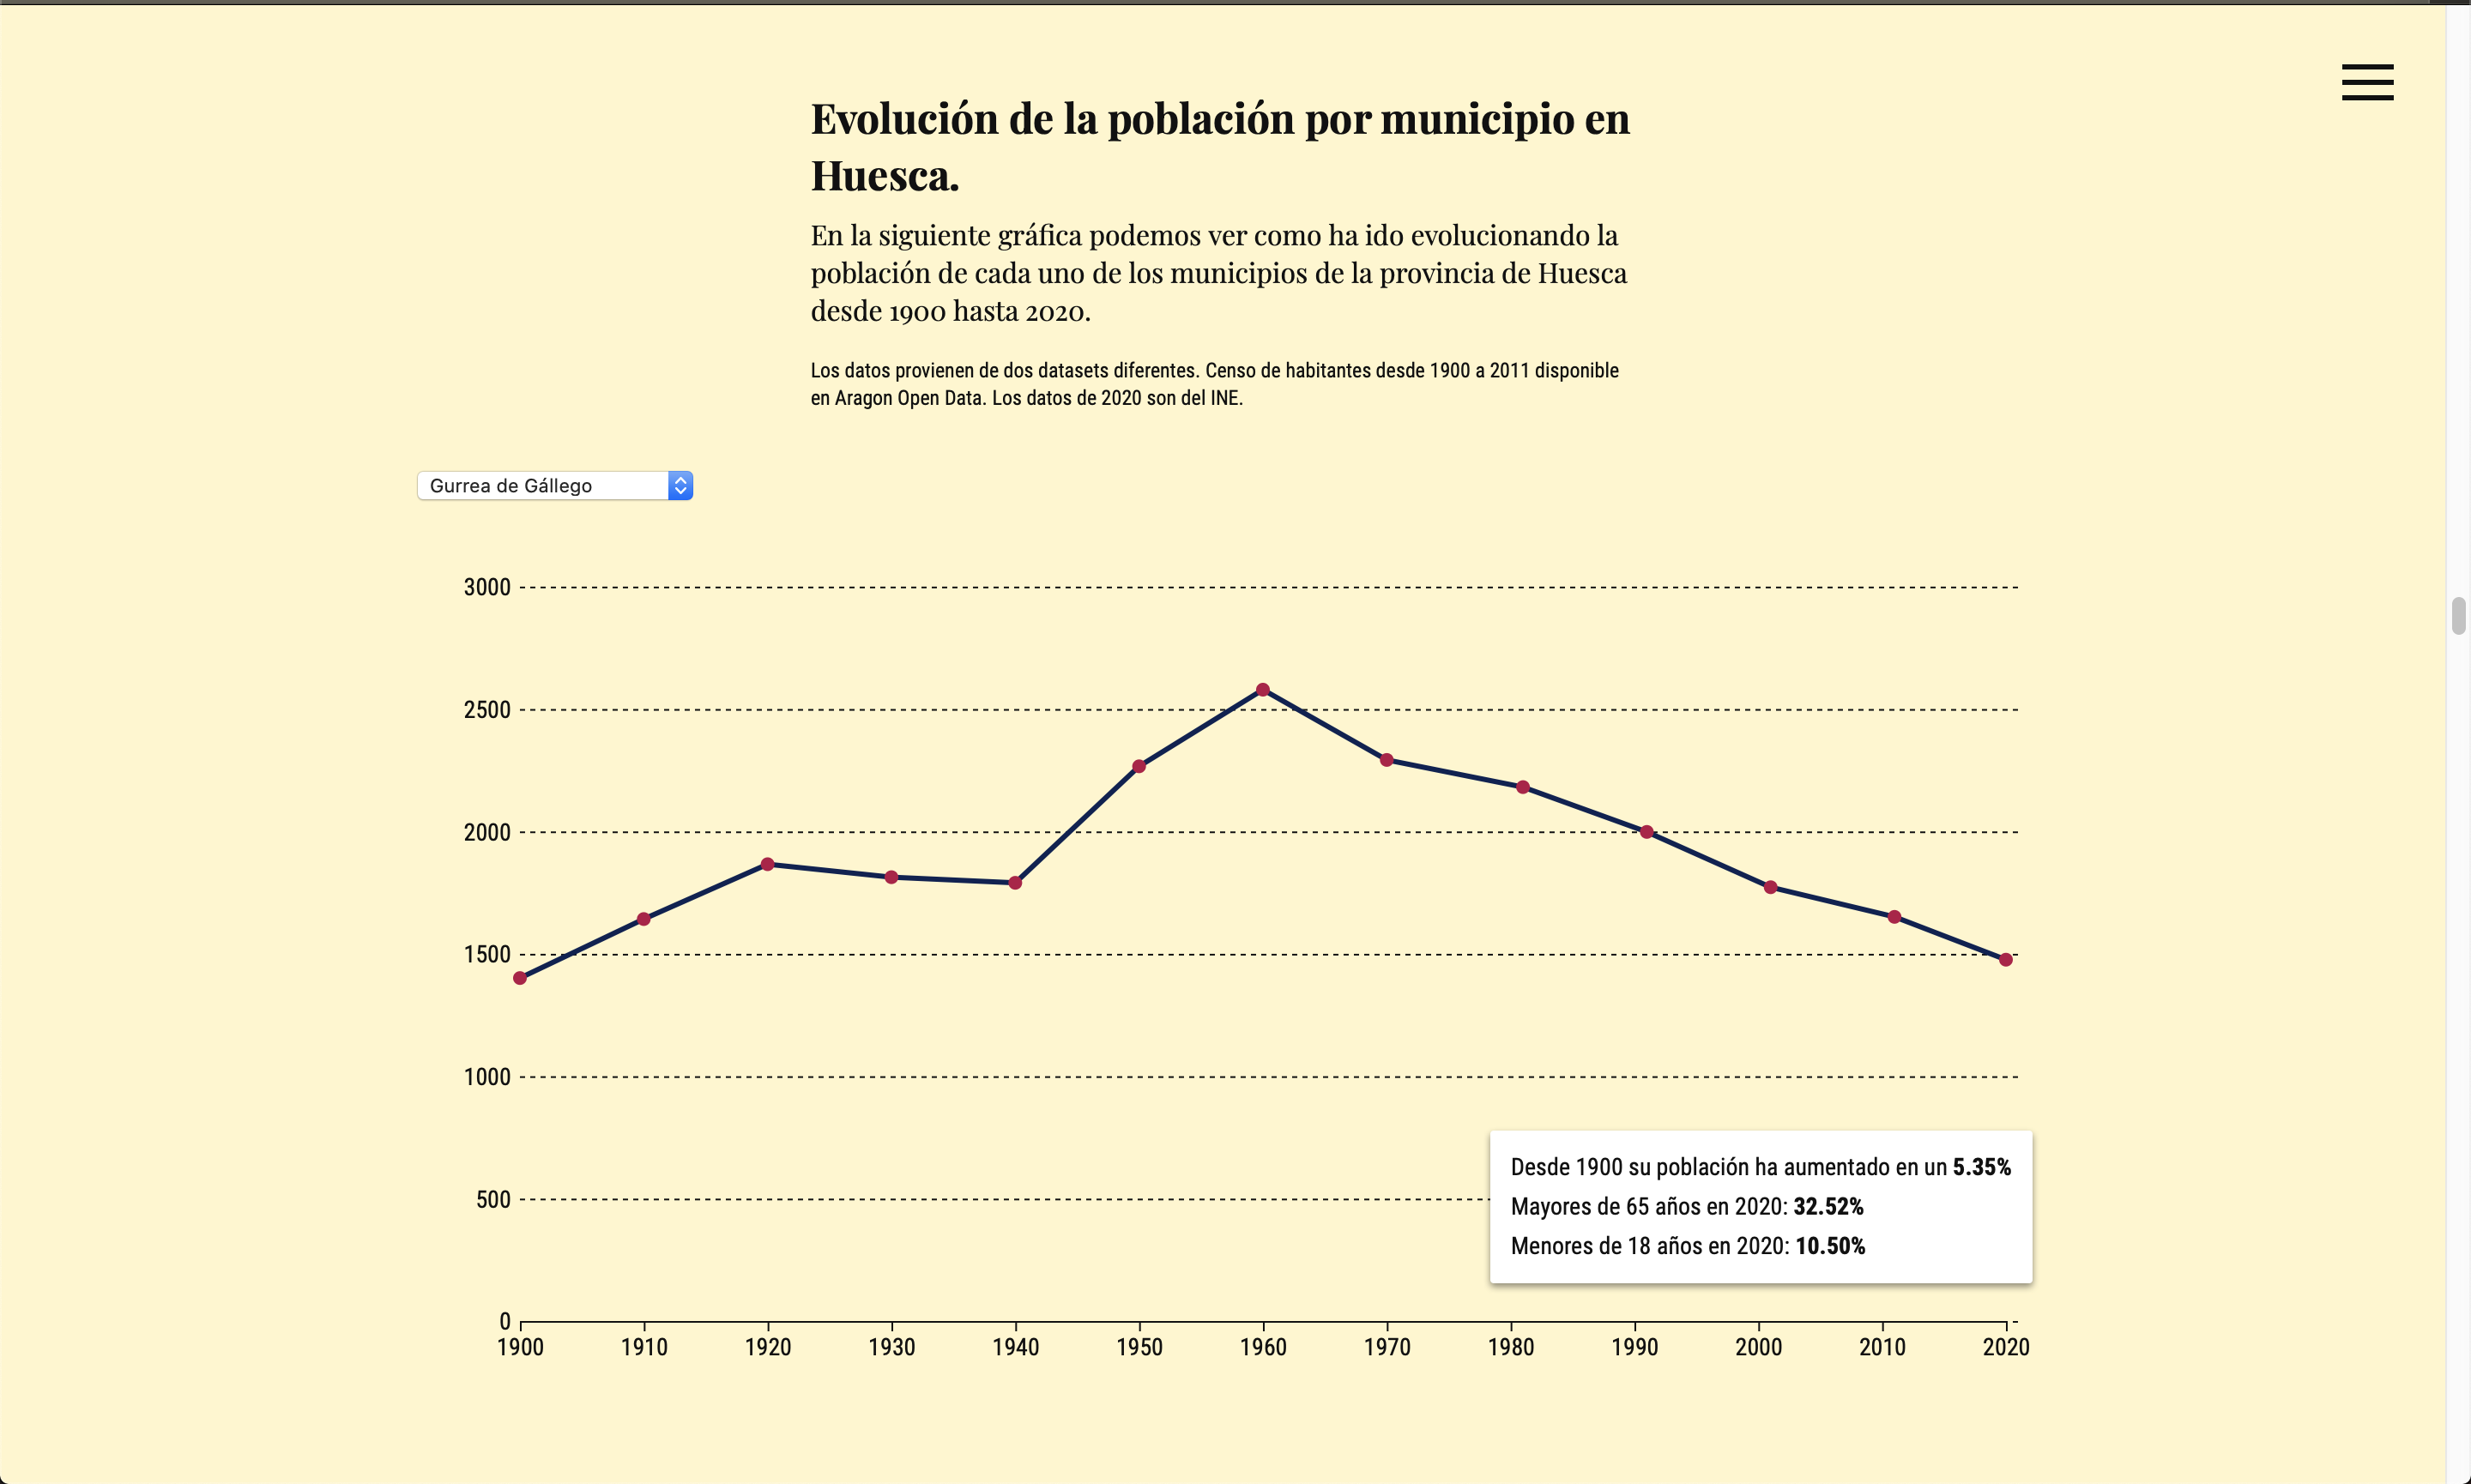 Evolución de la población por municipio en
Huesca.
En la siguiente gráfica podemos ver como ha ido evolucionando la
población de cada uno de los municipios de la provincia de Huesca
desde 1900 hasta 2020.
Los datos provienen de dos datasets diferentes. Censo de habitantes desde 1900 a 2011 disponible
en Aragon Open Data. Los datos de 2020 son del INE.
Gurrea de Gállego
3000
2500
2000
1500
1000
500
0
Desde 1900 su población ha aumentado en un 5.35%
Mayores de 65 años en 2020: 32.52%
Menores de 18 años en 2020: 10.50%
1900 1910 1920 1930 1940 1950 1960 1970 1980 1990 2000 2010 2020